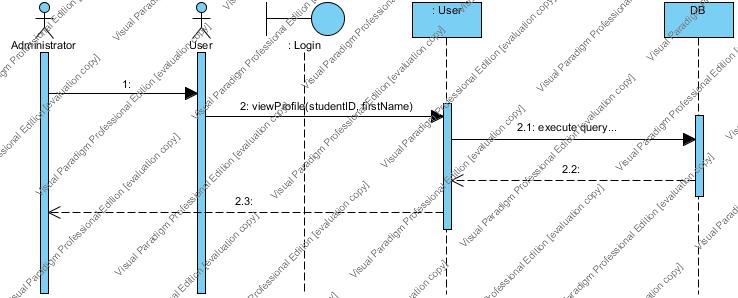 : User
DB
Administrator
User
: Login
1:
2: viewProfile(studentID, firstName)
2.1: execute query...
2.2:
2.3:
Visual Paradigm Professional Edition [evaluation copy]